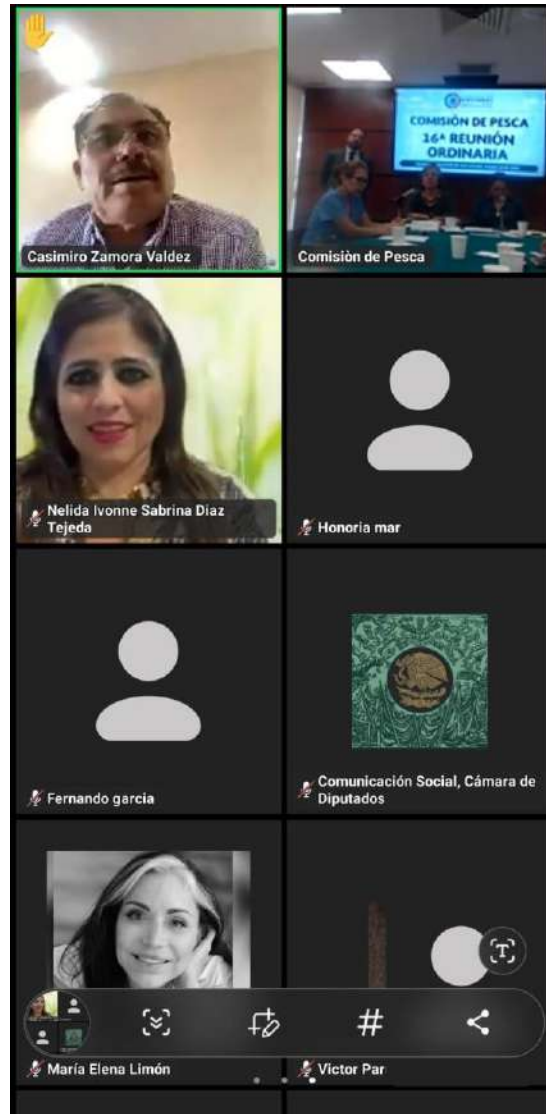 COMISIÓN DE PESCA
16ᴬ REUNIÓN
ORDINARIA
Casimiro Zamora Valdez
Comisiòn de Pesca
Nelida Ivonne Sabrina Diaz
Tejeda
Honoria mar
Fernando garcia
Comunicación Social, Cámara de
Diputados
María Elena Limón
Victor Par
T
#